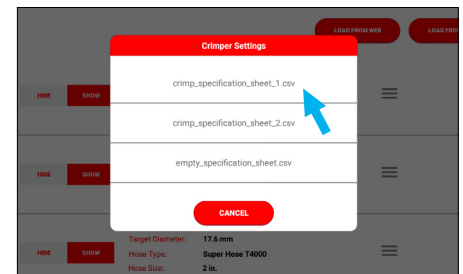 LOAD FROM WEB LOAD FRO
Crimper Settings
crimp_specification_sheet_1.csv
HIDE SHOW
crimp_specification_sheet_2.csv
empty_specification_sheet.csv
HIDE SHOW
CANCEL
Target Diameter: 17.6 mm
HIDE SHOW Hose Type: Super Hose T4000
Hose Size: 2 in.